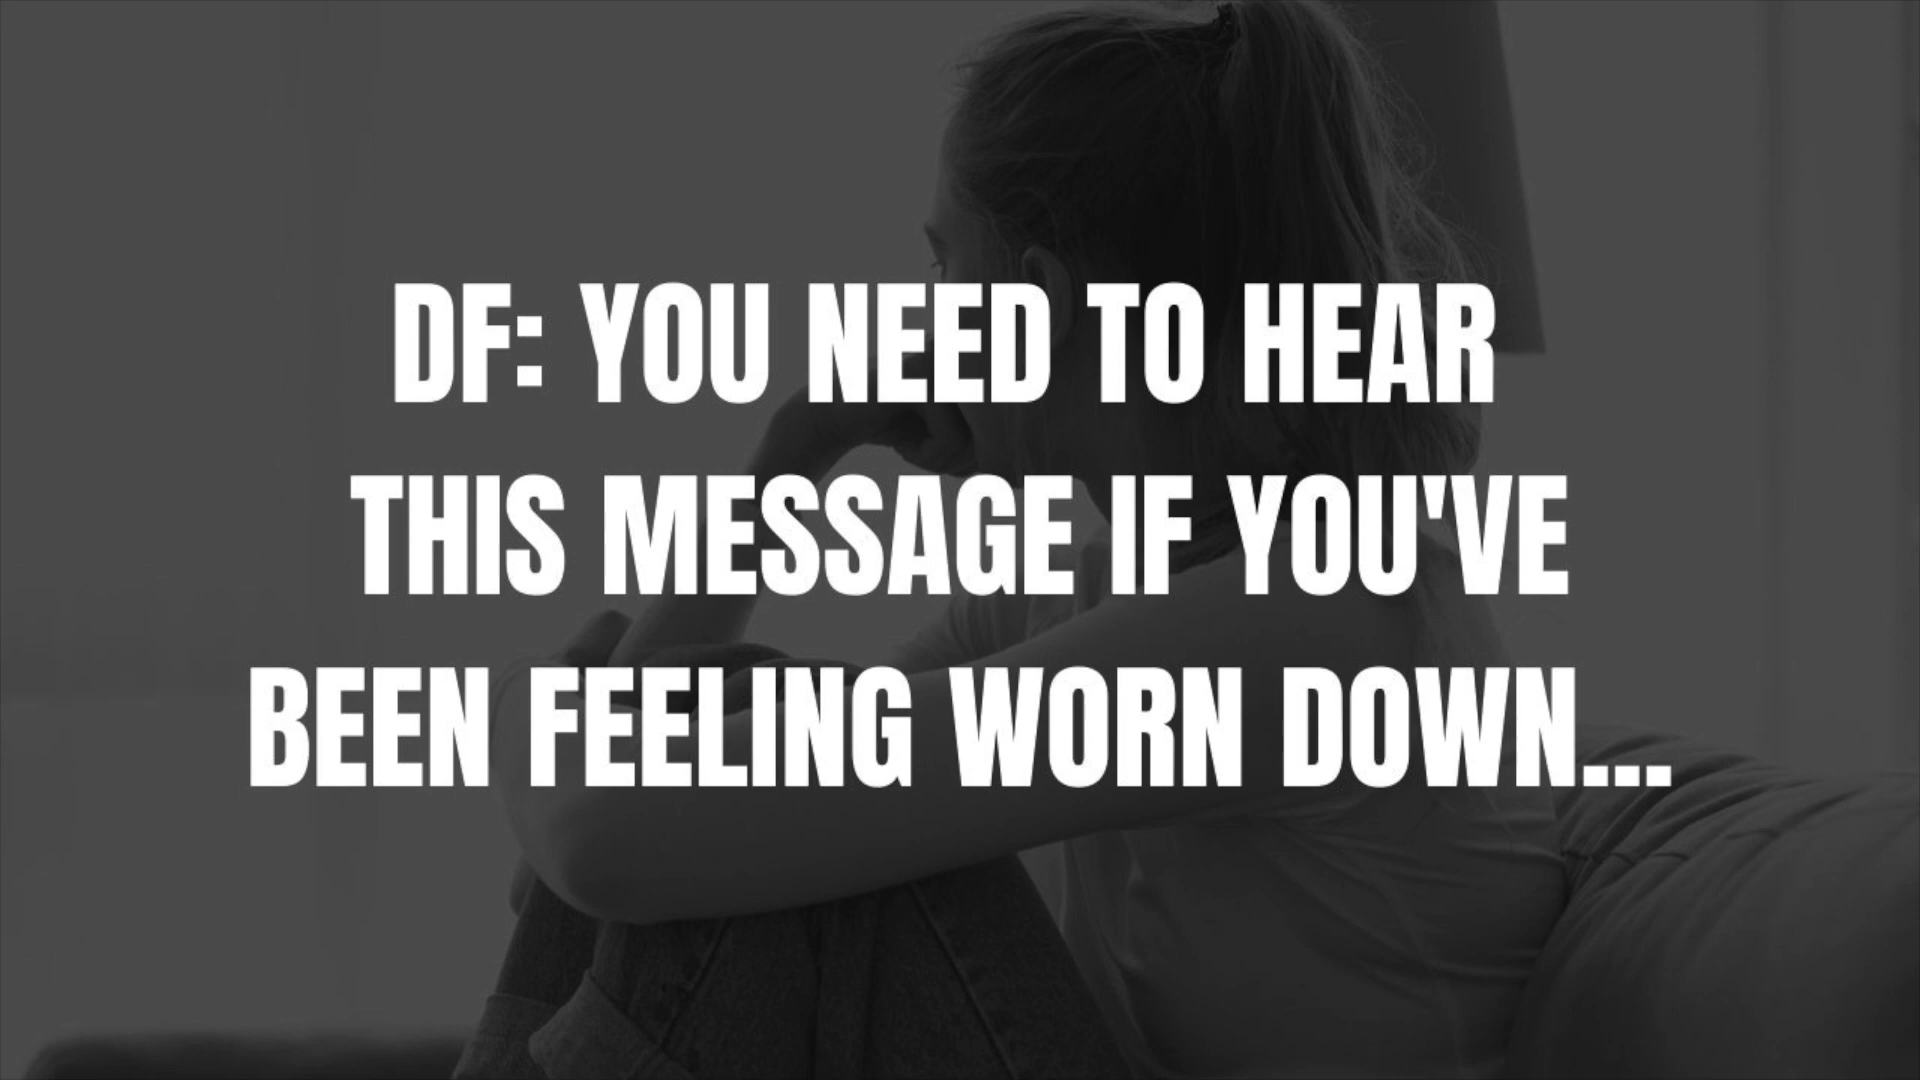 DF: YOU NEED TO HEAR
THIS MESSAGE IF YOU'VE
BEEN FEELING WORN DOWN...